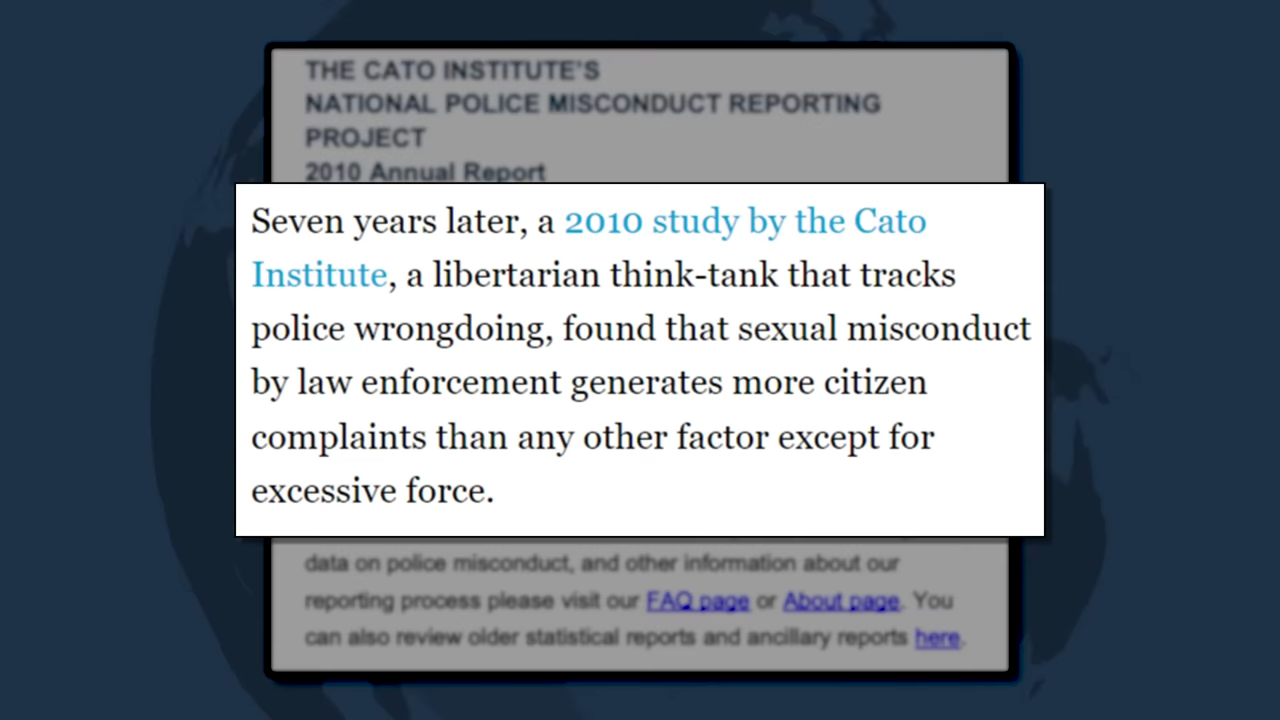 THE CATO INSTITUTE'S
NATIONAL POLICE MISCONDUCT REPORTING
PROJECT
2010 Annual Report
Seven years later, a 2010 study by the Cato
Institute, a libertarian think-tank that tracks
police wrongdoing, found that sexual misconduct
by law enforcement generates more citizen
complaints than any other factor except for
excessive force.
data on police misconduct, and other information about our
reporting process please visit our FAQ page or About page. You
can also review older statistical reports and ancillary reports here.